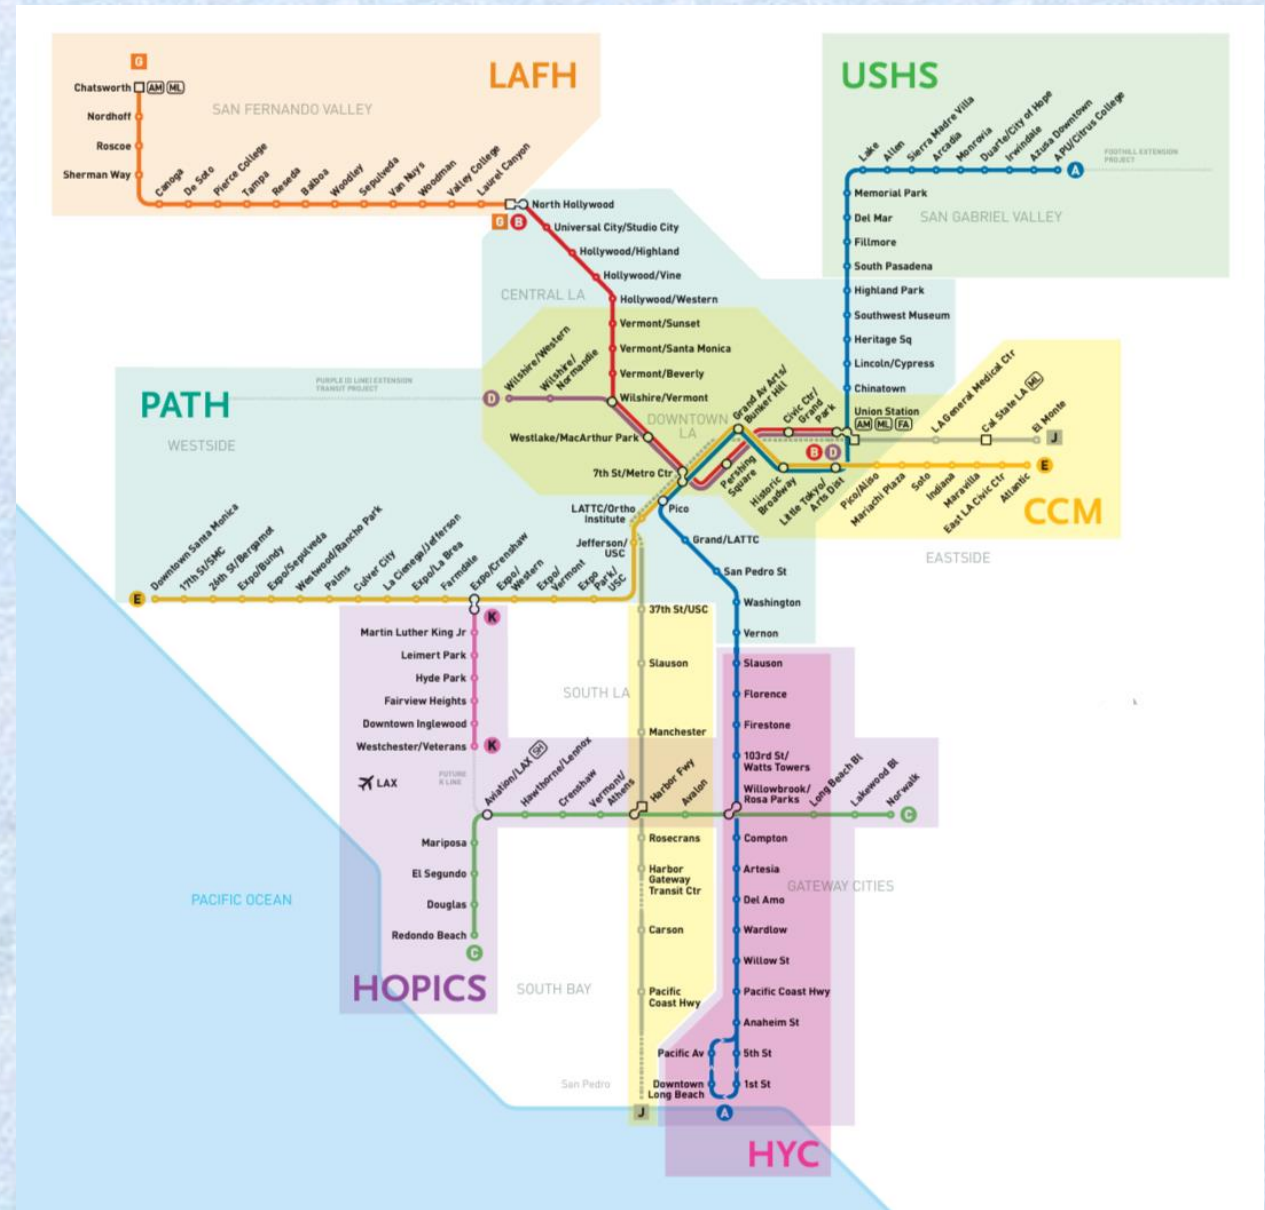 LAFH
G
Chatsworth AM ML
SAN FERNANDO VALLEY
Nordhoff
Roscoe
Sherman Way
Canoga
De Soto
Pierce College
Tampa
Reseda
Balboa
Woodley
Sepulveda
Van Nuys
Woodman
Valley College
Laurel Canyon
North Hollywood
G B
USHS
Lake
Allen
Sierra Madre Villa
Arcadia
Monrovia
Duarte/City of Hope
Irwindale
Azusa Downtown
APU/Citrus College
A
FOOTHILL EXTENSION
PROJECT
Memorial Park
Del Mar
SAN GABRIEL VALLEY
Fillmore
South Pasadena
Highland Park
Southwest Museum
Heritage Sq
Lincoln/Cypress
Chinatown
Union Station
AM ML FA
Universal City/Studio City
Hollywood/Highland
Hollywood/Vine
CENTRAL LA
Hollywood/Western
Vermont/Sunset
Vermont/Santa Monica
Vermont/Beverly
Wilshire/Vermont
Wilshire/Western
Wilshire/
Normandie
D
PURPLE (D LINE) EXTENSION
TRANSIT PROJECT
PATH
WESTSIDE
DOWNTOWN
LA
Westlake/MacArthur Park
7th St/Metro Ctr
Grand Av Arts/
Bunker Hill
Civic Ctr/
Grand
Park
Pershing
Square
Historic
Broadway
Little Tokyo/
Arts Dist
B D
LA General Medical Ctr
Cal State LA ML
El Monte
J
Pico/Aliso
Mariachi Plaza
Soto
Indiana
Maravilla
East LA Civic Ctr
Atlantic
E
CCM
EASTSIDE
LATTC/Ortho
Institute
Jefferson/
USC
Pico
Grand/LATTC
San Pedro St
Washington
Vernon
E
Downtown Santa Monica
17th St/SMC
26th St/Bergamot
Expo/Bundy
Expo/Sepulveda
Westwood/Rancho Park
Palms
Culver City
La Cienega/Jefferson
Expo/La Brea
Farmdale
Expo/Crenshaw
Expo/
Western
Expo/
Vermont
Expo
Park/
USC
K
Martin Luther King Jr
Leimert Park
Hyde Park
Fairview Heights
Downtown Inglewood
Westchester/Veterans
K
LAX
FUTURE
K LINE
37th St/USC
Slauson
SOUTH LA
Manchester
Slauson
Florence
Firestone
103rd St/
Watts Towers
Willowbrook/
Rosa Parks
Aviation/LAX SH
Hawthorne/Lennox
Crenshaw
Vermont/
Athens
Harbor Fwy
Avalon
Long Beach Bl
Lakewood Bl
Norwalk
C
Mariposa
El Segundo
Douglas
Redondo Beach
C
HOPICS
SOUTH BAY
PACIFIC OCEAN
Rosecrans
Harbor
Gateway
Transit Ctr
Carson
Pacific
Coast Hwy
San Pedro
J
Compton
Artesia
GATEWAY CITIES
Del Amo
Wardlow
Willow St
Pacific Coast Hwy
Anaheim St
Pacific Av
5th St
Downtown
Long Beach
1st St
A
HYC